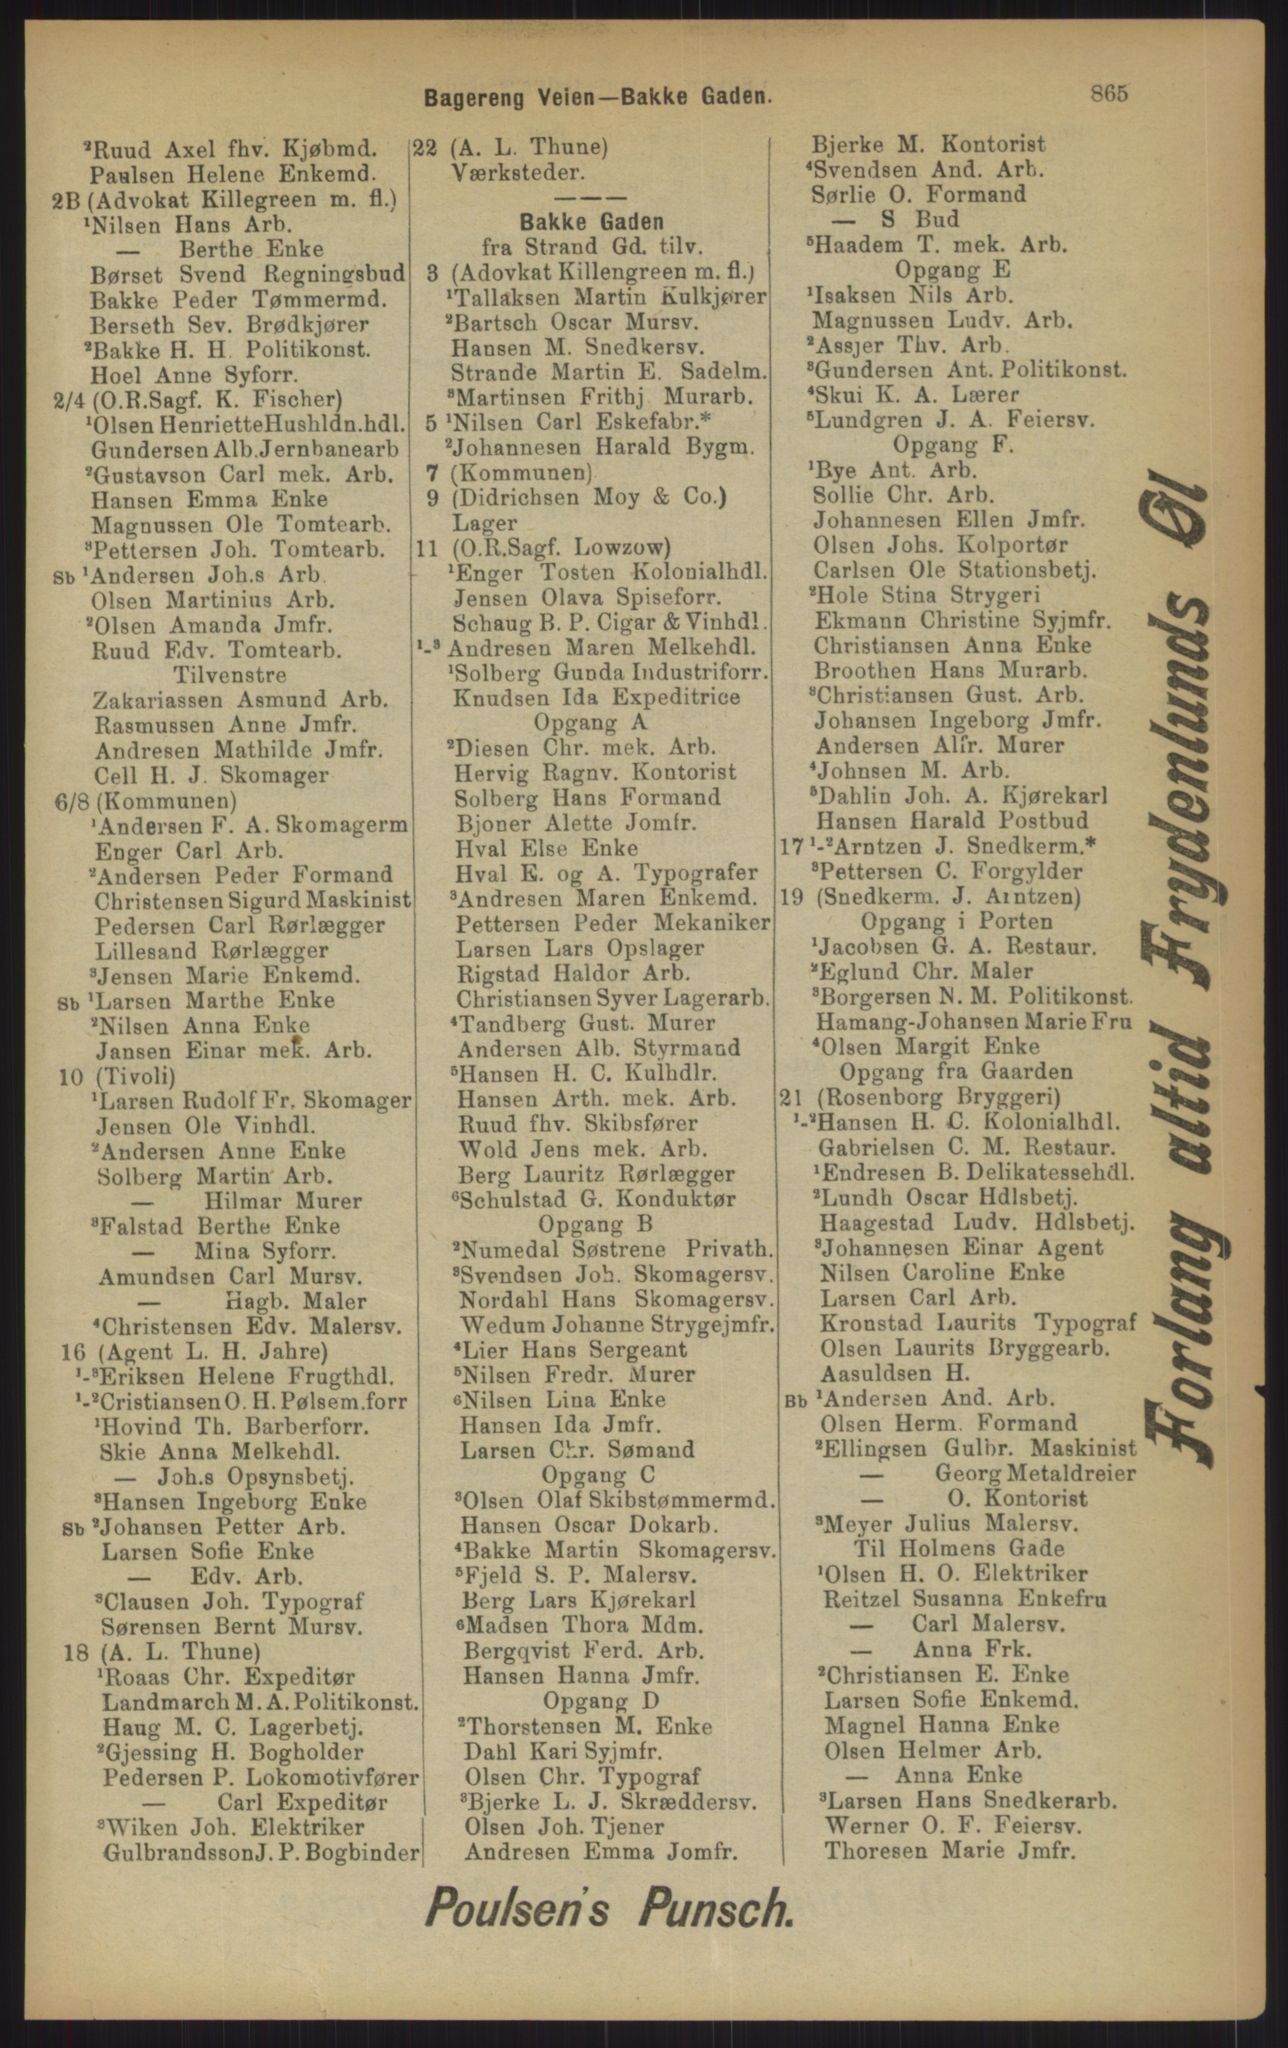 Bagereng Veien—Bakke Gaden.
865
²Ruud Axel fhv. Kjøbmd.
Paulsen Helene Enkemd.
2B (Advokat Killegreen m. fl.)
¹Nilsen Hans Arb.
— Berthe Enke
Børset Svend Regningsbud
Bakke Peder Tømmermd.
Berseth Sev. Brødkjører
²Bakke H. H. Politikonst.
Hoel Anne Syforr.
2/4 (O.R.Sagf. K. Fischer)
¹Olsen Henriette Hushldn.hdl.
Gundersen Alb. Jernbanearb
²Gustavson Carl mek. Arb.
Hansen Emma Enke
Magnussen Ole Tomtearb.
³Pettersen Joh. Tomtearb.
Sb ¹Andersen Joh.s Arb.
Olsen Martinius Arb.
²Olsen Amanda Jmfr.
Ruud Edv. Tomtearb.
Tilvenstre
Zakariassen Asmund Arb.
Rasmussen Anne Jmfr.
Andresen Mathilde Jmfr.
Cell H. J. Skomager
6/8 (Kommunen)
¹Andersen F. A. Skomagerm
Enger Carl Arb.
²Andersen Peder Formand
Christensen Sigurd Maskinist
Pedersen Carl Rørlægger
Lillesand Rørlægger
³Jensen Marie Enkemd.
Sb ¹Larsen Marthe Enke
²Nilsen Anna Enke
Jansen Einar mek. Arb.
10 (Tivoli)
¹Larsen Rudolf Fr. Skomager
Jensen Ole Vinhdl.
²Andersen Anne Enke
Solberg Martin Arb.
— Hilmar Murer
³Falstad Berthe Enke
— Mina Syforr.
Amundsen Carl Mursv.
— Hagb. Maler
⁴Christensen Edv. Malersv.
16 (Agent L. H. Jahre)
¹-³Eriksen Helene Frugthdl.
¹-²Cristiansen O. H. Pølsem.forr
¹Hovind Th. Barberforr.
Skie Anna Melkehdl.
— Joh.s Opsynsbetj.
³Hansen Ingeborg Enke
Sb ²Johansen Petter Arb.
Larsen Sofie Enke
— Edv. Arb.
³Clausen Joh. Typograf
Sørensen Bernt Mursv.
18 (A. L. Thune)
¹Roaas Chr. Expeditør
Landmarch M. A. Politikonst.
Haug M. C. Lagerbetj.
²Gjessing H. Bogholder
Pedersen P. Lokomotivfører
— Carl Expeditør
³Wiken Joh. Elektriker
Gulbrandsson J. P. Bogbinder
22 (A. L. Thune)
Værksteder.
———
Bakke Gaden
fra Strand Gd. tilv.
3 (Adovkat Killengreen m. fl.)
¹Tallaksen Martin Kulkjører
²Bartsch Oscar Mursv.
Hansen M. Snedkersv.
Strande Martin E. Sadelm.
³Martinsen Frithj Murarb.
5 ¹Nilsen Carl Eskefabr.*
²Johannesen Harald Bygm.
7 (Kommunen)
9 (Didrichsen Moy & Co.)
Lager
11 (O.R.Sagf. Lowzow)
¹Enger Tosten Kolonialhdl.
Jensen Olava Spiseforr.
Schaug B. P. Cigar & Vinhdl.
¹-³ Andresen Maren Melkehdl.
¹Solberg Gunda Industriforr.
Knudsen Ida Expeditrice
Opgang A
²Diesen Chr. mek. Arb.
Hervig Ragnv. Kontorist
Solberg Hans Formand
Bjoner Alette Jomfr.
Hval Else Enke
Hval E. og A. Typografer
³Andresen Maren Enkemd.
Pettersen Peder Mekaniker
Larsen Lars Opslager
Rigstad Haldor Arb.
Christiansen Syver Lagerarb.
⁴Tandberg Gust. Murer
Andersen Alb. Styrmand
⁵Hansen H. C. Kulhdlr.
Hansen Arth. mek. Arb.
Ruud fhv. Skibsfører
Wold Jens mek. Arb.
Berg Lauritz Rørlægger
⁶Schulstad G. Konduktør
Opgang B
²Numedal Søstrene Privath.
³Svendsen Joh. Skomagersv.
Nordahl Hans Skomagersv.
Wedum Johanne Strygejmfr.
⁴Lier Hans Sergeant
⁵Nilsen Fredr. Murer
⁶Nilsen Lina Enke
Hansen Ida Jmfr.
Larsen Chr. Sømand
Opgang C
³Olsen Olaf Skibstømmermd.
Hansen Oscar Dokarb.
⁴Bakke Martin Skomagersv.
⁵Fjeld S. P. Malersv.
Berg Lars Kjørekarl
⁶Madsen Thora Mdm.
Bergqvist Ferd. Arb.
Hansen Hanna Jmfr.
Opgang D
²Thorstensen M. Enke
Dahl Kari Syjmfr.
Olsen Chr. Typograf
³Bjerke L. J. Skræddersv.
Olsen Joh. Tjener
Andresen Emma Jomfr.
Bjerke M. Kontorist
⁴Svendsen And. Arb.
Sørlie O. Formand
— S Bud
⁵Haadem T. mek. Arb.
Opgang E
¹Isaksen Nils Arb.
Magnussen Ludv. Arb.
²Assjer Thv. Arb.
³Gundersen Ant. Politikonst.
⁴Skui K. A. Lærer
⁵Lundgren J. A. Feiersv.
Opgang F.
¹Bye Ant. Arb.
Sollie Chr. Arb.
Johannesen Ellen Jmfr.
Olsen Johs. Kolportør
Carlsen Ole Stationsbetj.
²Hole Stina Strygeri
Ekmann Christine Syjmfr.
Christiansen Anna Enke
Broothen Hans Murarb.
³Christiansen Gust. Arb.
Johansen Ingeborg Jmfr.
Andersen Alfr. Murer
⁴Johnsen M. Arb.
⁵Dahlin Joh. A. Kjørekarl
Hansen Harald Postbud
17 ¹-²Arntzen J. Snedkerm.*
³Pettersen C. Forgylder
19 (Snedkerm. J. Arntzen)
Opgang i Porten
¹Jacobsen G. A. Restaur.
²Eglund Chr. Maler
³Borgersen N. M. Politikonst.
Hamang-Johansen Marie Fru
⁴Olsen Margit Enke
Opgang fra Gaarden
21 (Rosenborg Bryggeri)
¹-²Hansen H. C. Kolonialhdl.
Gabrielsen C. M. Restaur.
¹Endresen B. Delikatessehdl.
²Lundh Oscar Hdlsbetj.
Haagestad Ludv. Hdlsbetj.
³Johannesen Einar Agent
Nilsen Caroline Enke
Larsen Carl Arb.
Kronstad Laurits Typograf
Olsen Laurits Bryggearb.
Aasuldsen H.
Bb ¹Andersen And. Arb.
Olsen Herm. Formand
²Ellingsen Gulbr. Maskinist
— Georg Metaldreier
— O. Kontorist
³Meyer Julius Malersv.
Til Holmens Gade
¹Olsen H. O. Elektriker
Reitzel Susanna Enkefru
— Carl Malersv.
— Anna Frk.
²Christiansen E. Enke
Larsen Sofie Enkemd.
Magnel Hanna Enke
Olsen Helmer Arb.
— Anna Enke
³Larsen Hans Snedkerarb.
Werner O. F. Feiersv.
Thoresen Marie Jmfr.
Forlang altid Frydenlunds Øl
Poulsen's Punsch.